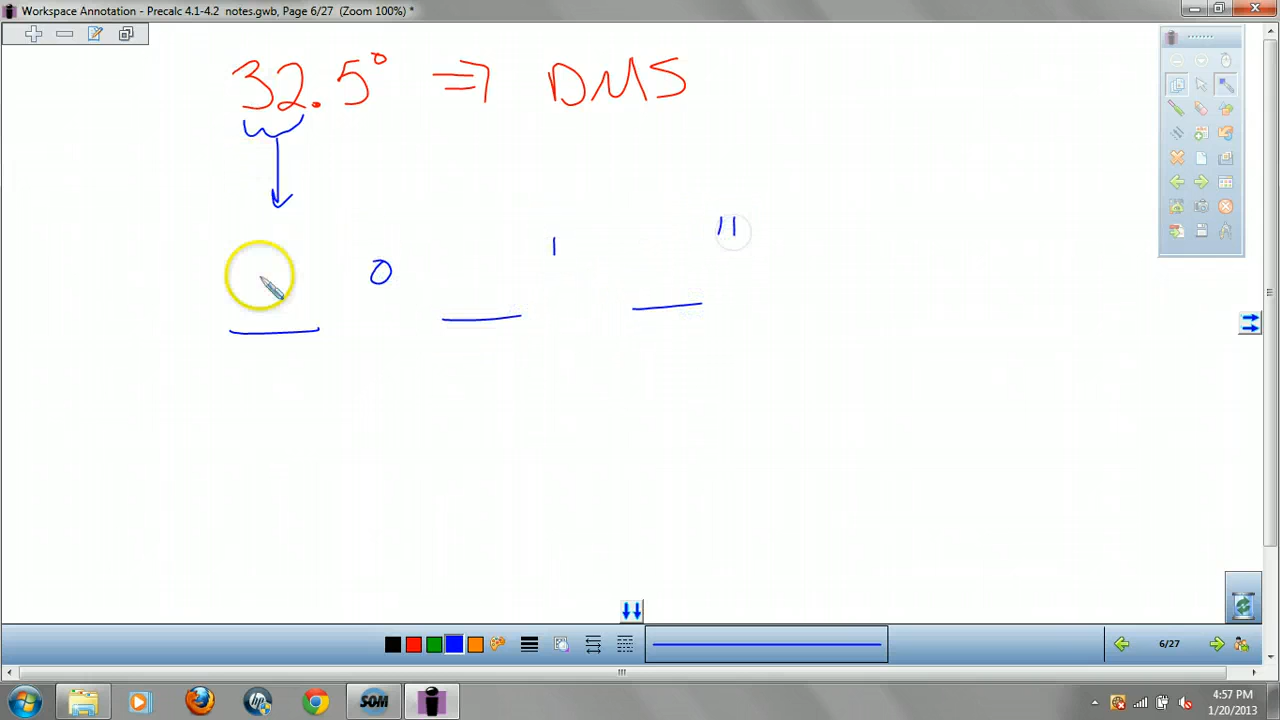 Workspace Annotation - Precalc 4.1-4.2 notes.gwb, Page 6/27 (Zoom 100%) *
32.5° ⇒ DMS
° ' "
6/27
SOM
4:57 PM
1/20/2013